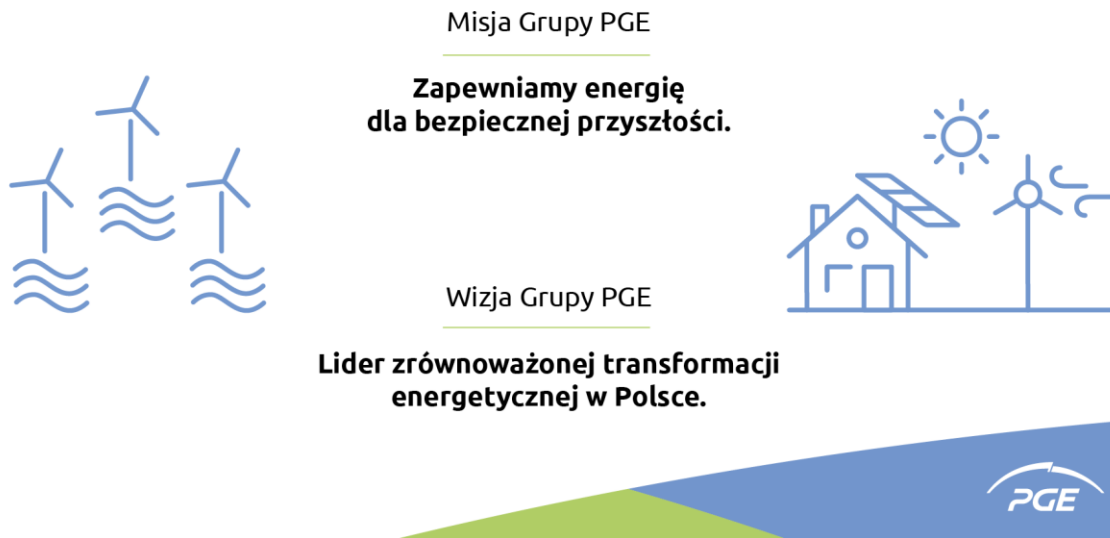 Misja Grupy PGE
Zapewniamy energię
dla bezpiecznej przyszłości.
Wizja Grupy PGE
Lider zrównoważonej transformacji
energetycznej w Polsce.
PGE